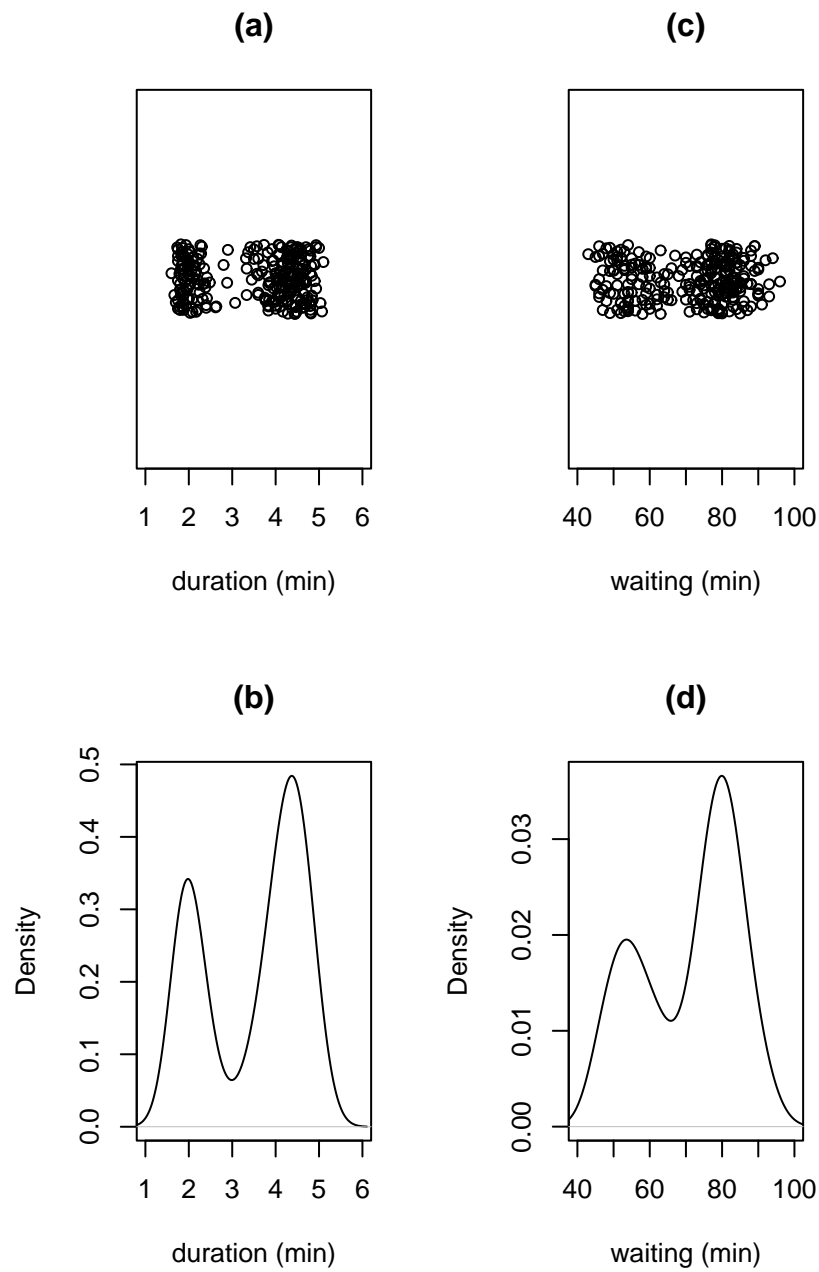 (a)
1 2 3 4 5 6
duration (min)
(c)
40 60 80 100
waiting (min)
(b)
Density
0.0 0.1 0.2 0.3 0.4 0.5
1 2 3 4 5 6
duration (min)
(d)
Density
0.00 0.01 0.02 0.03
40 60 80 100
waiting (min)